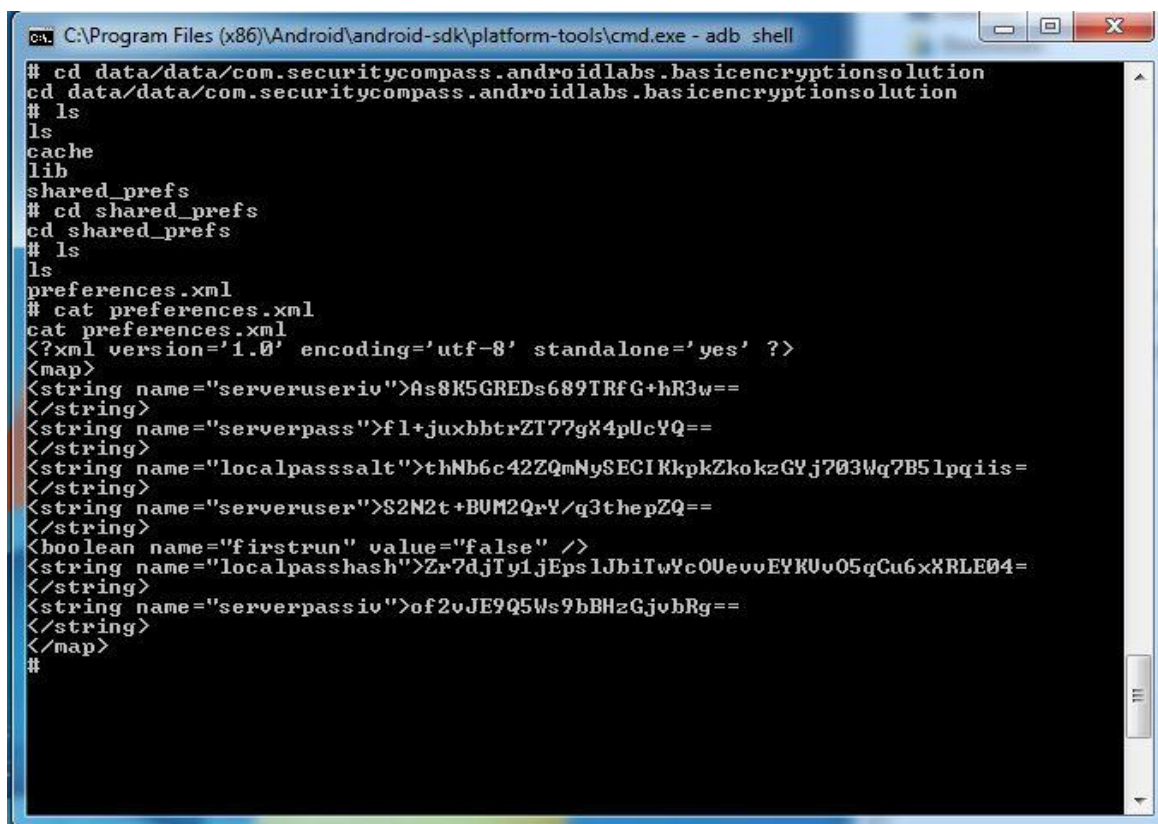 C:\Program Files (x86)\Android\android-sdk\platform-tools\cmd.exe - adb  shell
# cd data/data/com.securitycompass.androidlabs.basicencryptionsolution
cd data/data/com.securitycompass.androidlabs.basicencryptionsolution
# ls
ls
cache
lib
shared_prefs
# cd shared_prefs
cd shared_prefs
# ls
ls
preferences.xml
# cat preferences.xml
cat preferences.xml
<?xml version='1.0' encoding='utf-8' standalone='yes' ?>
<map>
<string name="serveruseriv">As8K5GREDs689TRfG+hR3w==
</string>
<string name="serverpass">fl+juxbbtrZT77gX4pUcYQ==
</string>
<string name="localpasssalt">thNb6c42ZQmNySECIKkpkZkokzGYj703Wq7B5lpqiis=
</string>
<string name="serveruser">S2N2t+BVM2QrY/q3thepZQ==
</string>
<boolean name="firstrun" value="false" />
<string name="localpasshash">Zr7djTy1jEpslJbiTwYcOVevvEYKVvO5qCu6xXRLE04=
</string>
<string name="serverpassiv">of2vJE9Q5Ws9bBHzGjvbRg==
</string>
</map>
#